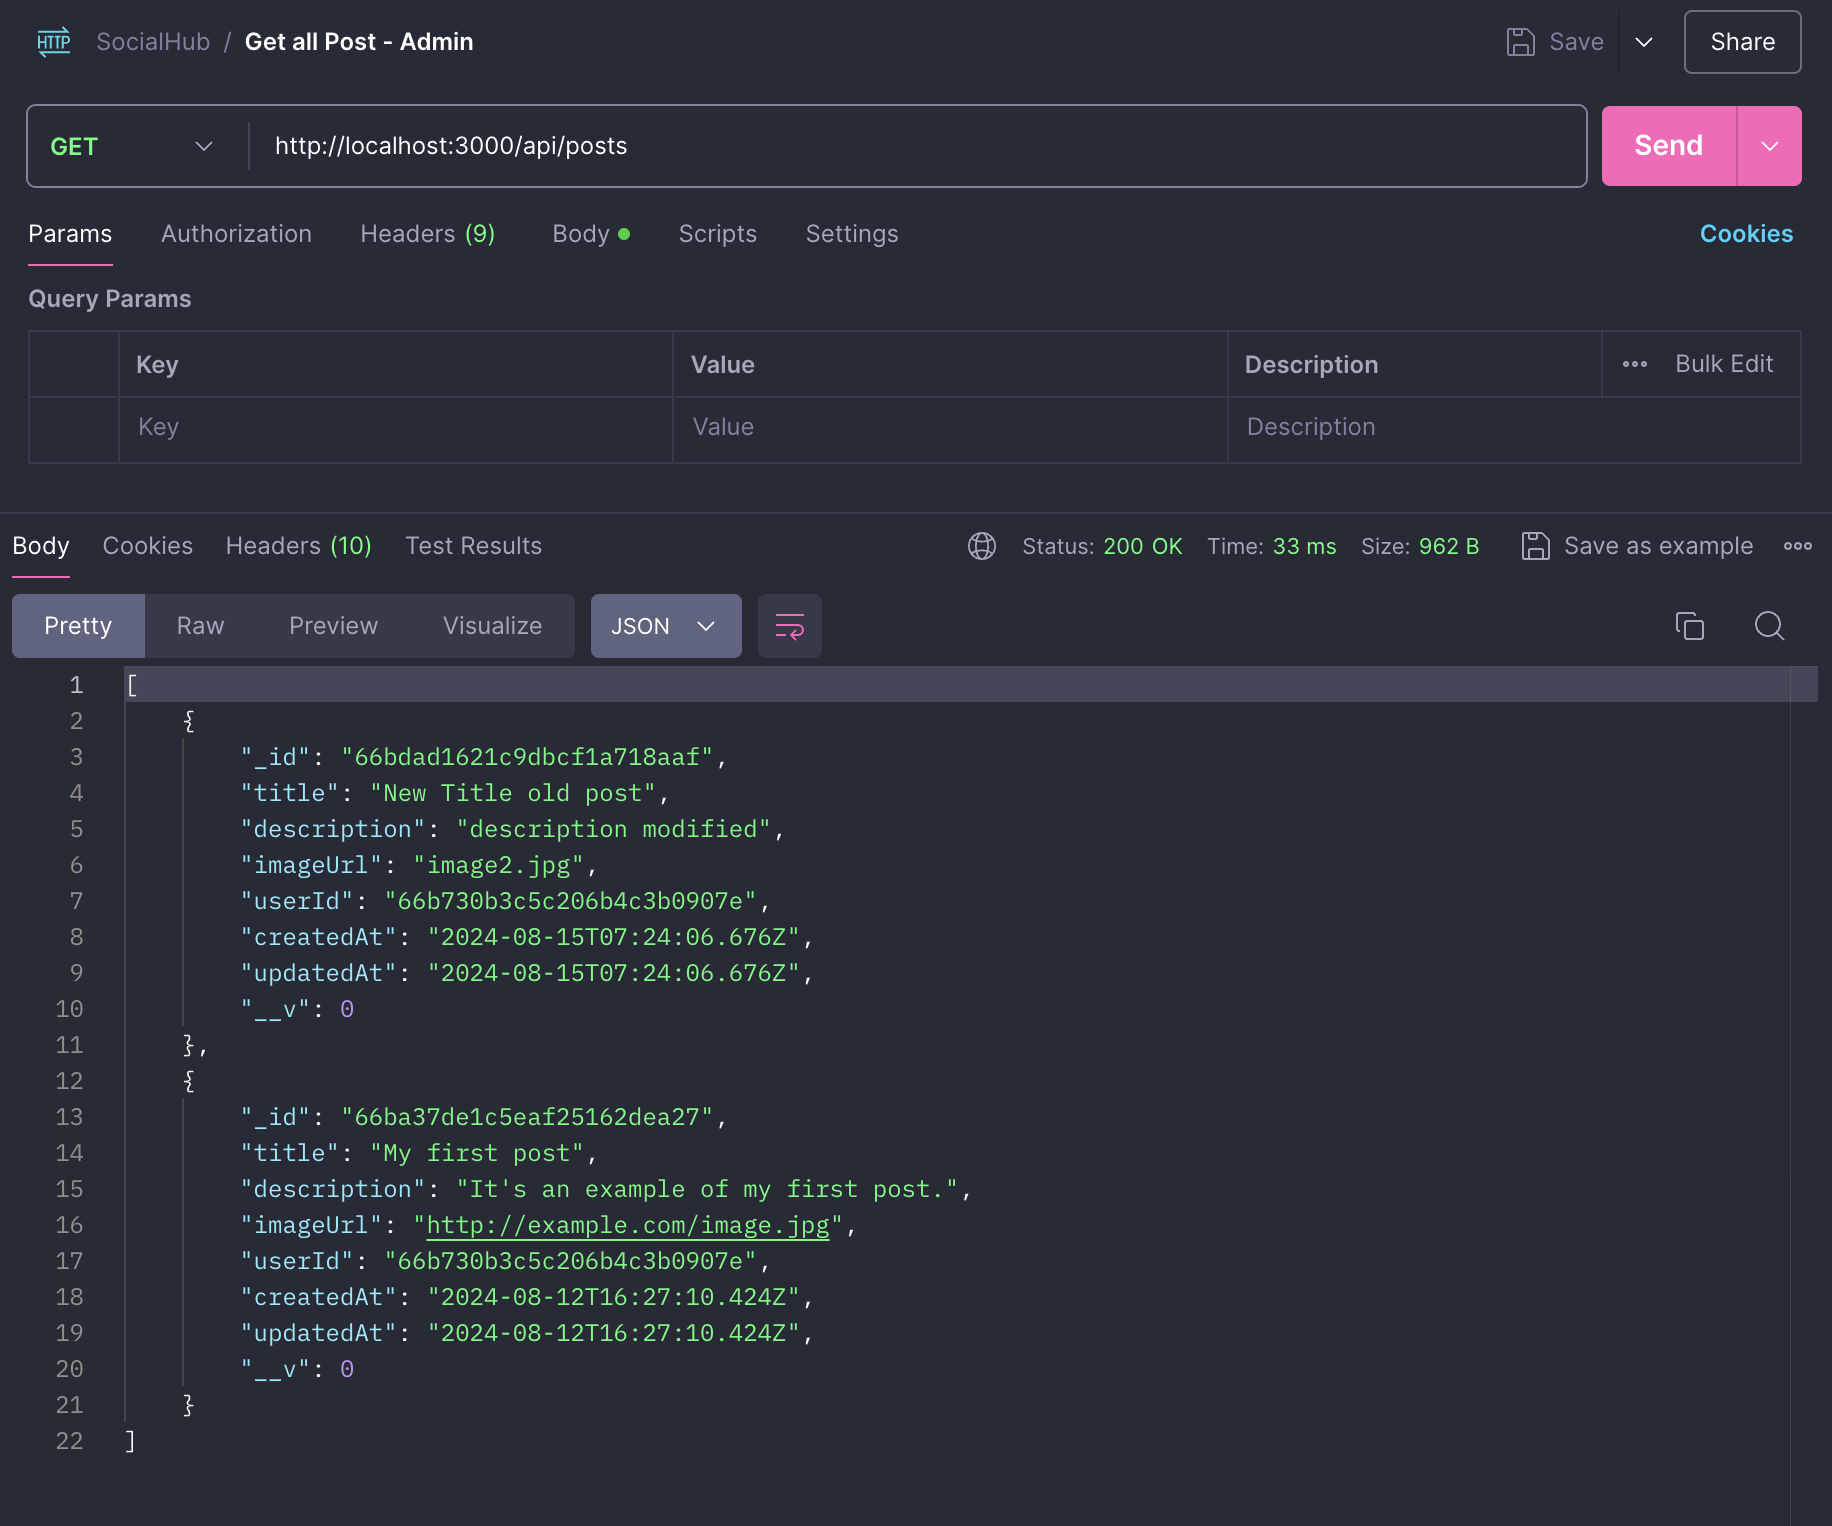 HTTP SocialHub / Get all Post - Admin Save Share
GET http://localhost:3000/api/posts Send
Params Authorization Headers (9) Body Scripts Settings Cookies
Query Params
Key Value Description Bulk Edit
Key Value Description
Body Cookies Headers (10) Test Results Status: 200 OK Time: 33 ms Size: 962 B Save as example
Pretty Raw Preview Visualize JSON
1 [
2 {
3 "_id": "66bdad1621c9dbcf1a718aaf",
4 "title": "New Title old post",
5 "description": "description modified",
6 "imageUrl": "image2.jpg",
7 "userId": "66b730b3c5c206b4c3b0907e",
8 "createdAt": "2024-08-15T07:24:06.676Z",
9 "updatedAt": "2024-08-15T07:24:06.676Z",
10 "__v": 0
11 },
12 {
13 "_id": "66ba37de1c5eaf25162dea27",
14 "title": "My first post",
15 "description": "It's an example of my first post.",
16 "imageUrl": "http://example.com/image.jpg",
17 "userId": "66b730b3c5c206b4c3b0907e",
18 "createdAt": "2024-08-12T16:27:10.424Z",
19 "updatedAt": "2024-08-12T16:27:10.424Z",
20 "__v": 0
21 }
22 ]